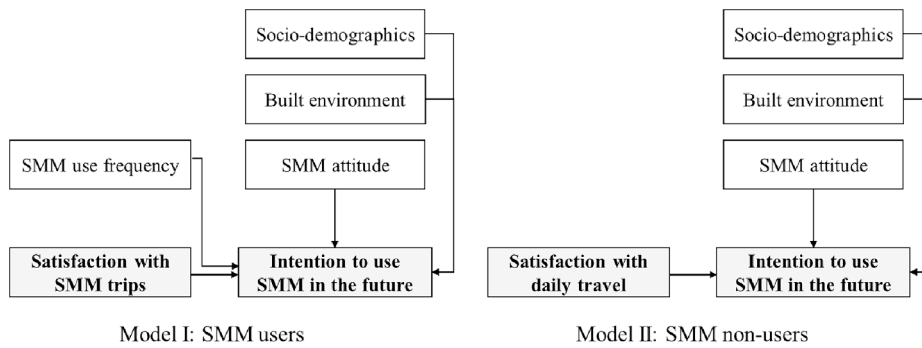 Socio-demographics
Built environment
SMM use frequency
SMM attitude
Satisfaction with
SMM trips
Intention to use
SMM in the future
Model I: SMM users
Socio-demographics
Built environment
SMM attitude
Satisfaction with
daily travel
Intention to use
SMM in the future
Model II: SMM non-users